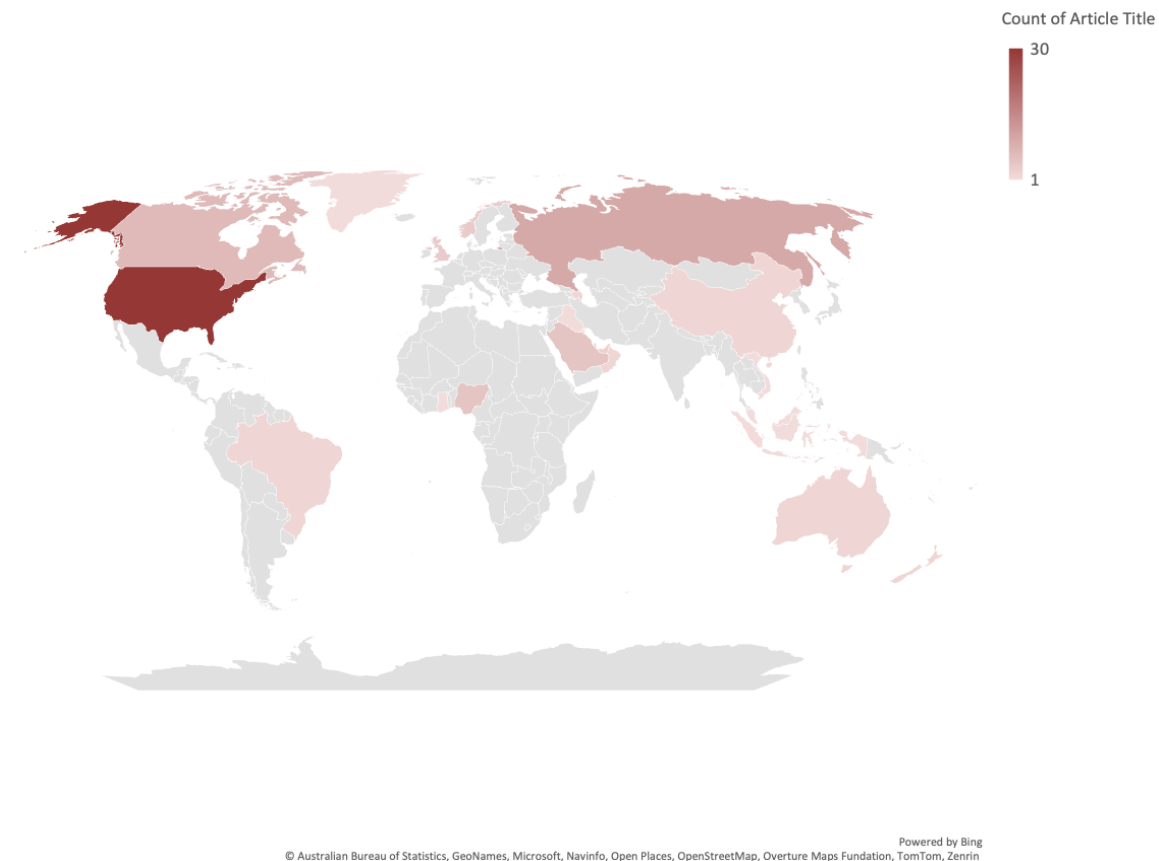 Count of Article Title
30
1
Powered by Bing
© Australian Bureau of Statistics, GeoNames, Microsoft, Navinfo, Open Places, OpenStreetMap, Overture Maps Fundation, TomTom, Zenrin